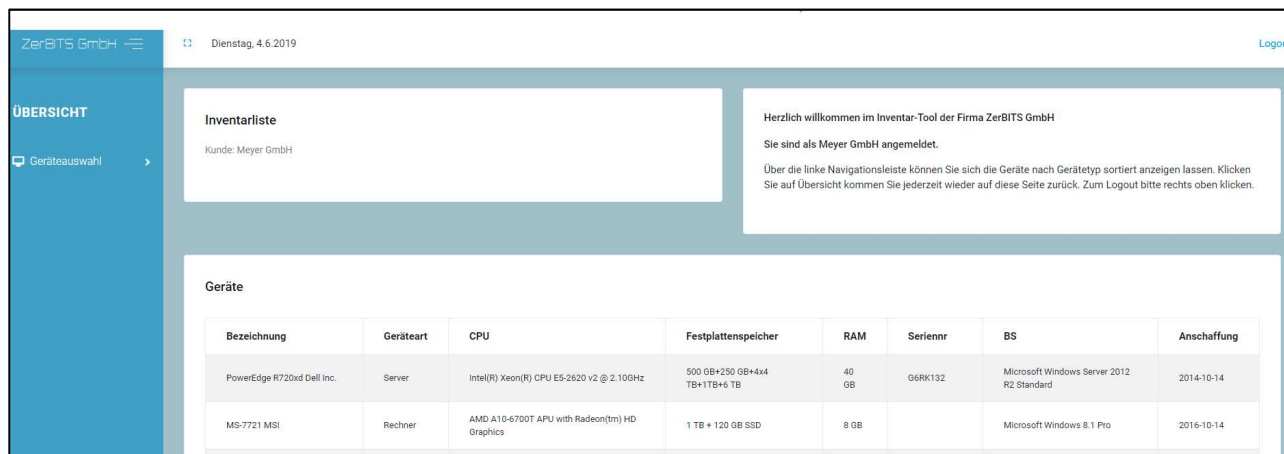 ZerBITS GmbH
Dienstag, 4.6.2019
Logou
ÜBERSICHT
Geräteauswahl
Inventarliste
Kunde: Meyer GmbH
Herzlich willkommen im Inventar-Tool der Firma ZerBITS GmbH
Sie sind als Meyer GmbH angemeldet.
Über die linke Navigationsleiste können Sie sich die Geräte nach Gerätetyp sortiert anzeigen lassen. Klicken
Sie auf Übersicht kommen Sie jederzeit wieder auf diese Seite zurück. Zum Logout bitte rechts oben klicken.
Geräte
Bezeichnung Geräteart CPU Festplattenspeicher RAM Seriennr BS Anschaffung
PowerEdge R720xd Dell Inc. Server Intel(R) Xeon(R) CPU E5-2620 v2 @ 2.10GHz 500 GB+250 GB+4x4 TB+1TB+6 TB 40 GB G6RK132 Microsoft Windows Server 2012 R2 Standard 2014-10-14
MS-7721 MSI Rechner AMD A10-6700T APU with Radeon(tm) HD Graphics 1 TB + 120 GB SSD 8 GB Microsoft Windows 8.1 Pro 2016-10-14